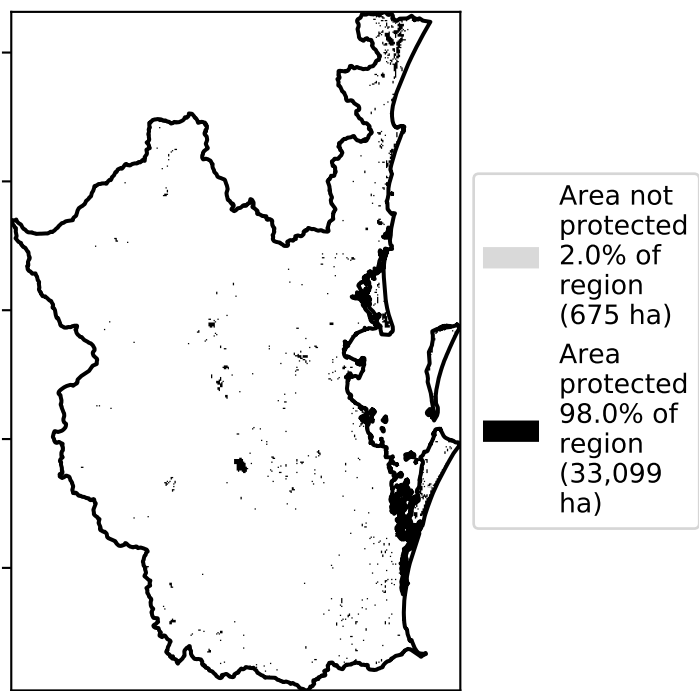 Area not
protected
2.0% of
region
(675 ha)
Area
protected
98.0% of
region
(33,099
ha)